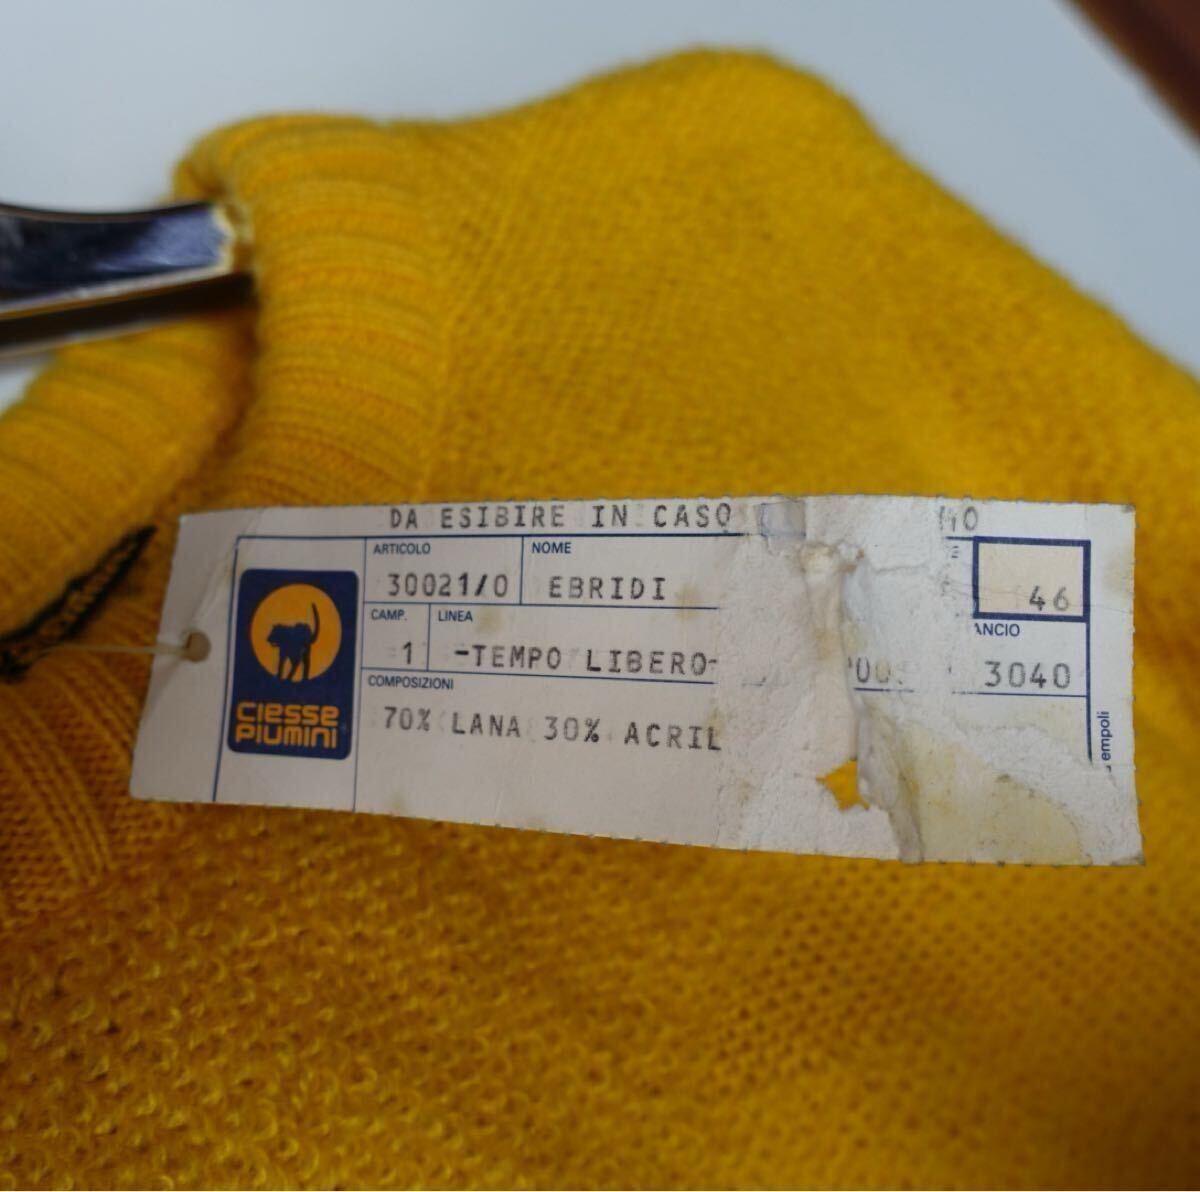 DA ESIBIRE IN CASO
ARTICOLO NOME
30021/0 EBRIDI 46
CAMP. LINEA
1 -TEMPO LIBERO- 3040
COMPOSIZIONI
70% LANA 30% ACRIL
ciesse
piumini
empoli